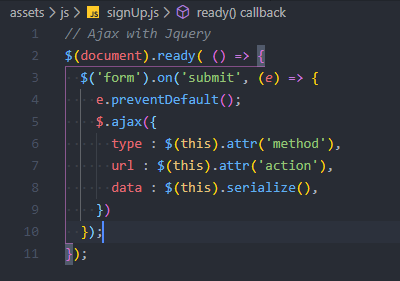 assets > js > JS signUp.js > ready() callback
1 // Ajax with Jquery
2 $(document).ready( () => {
3 $('form').on('submit', (e) => {
4 e.preventDefault();
5 $.ajax({
6 type : $(this).attr('method'),
7 url : $(this).attr('action'),
8 data : $(this).serialize(),
9 })
10 });
11 });